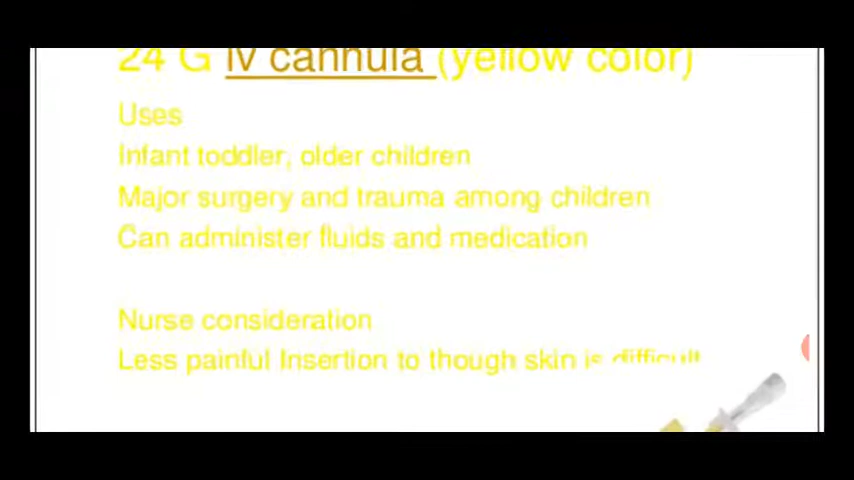 24 G iv cannula (yellow color)
Uses
Infant toddler, older children
Major surgery and trauma among children
Can administer fluids and medication
Nurse consideration
Less painful Insertion to though skin is difficult